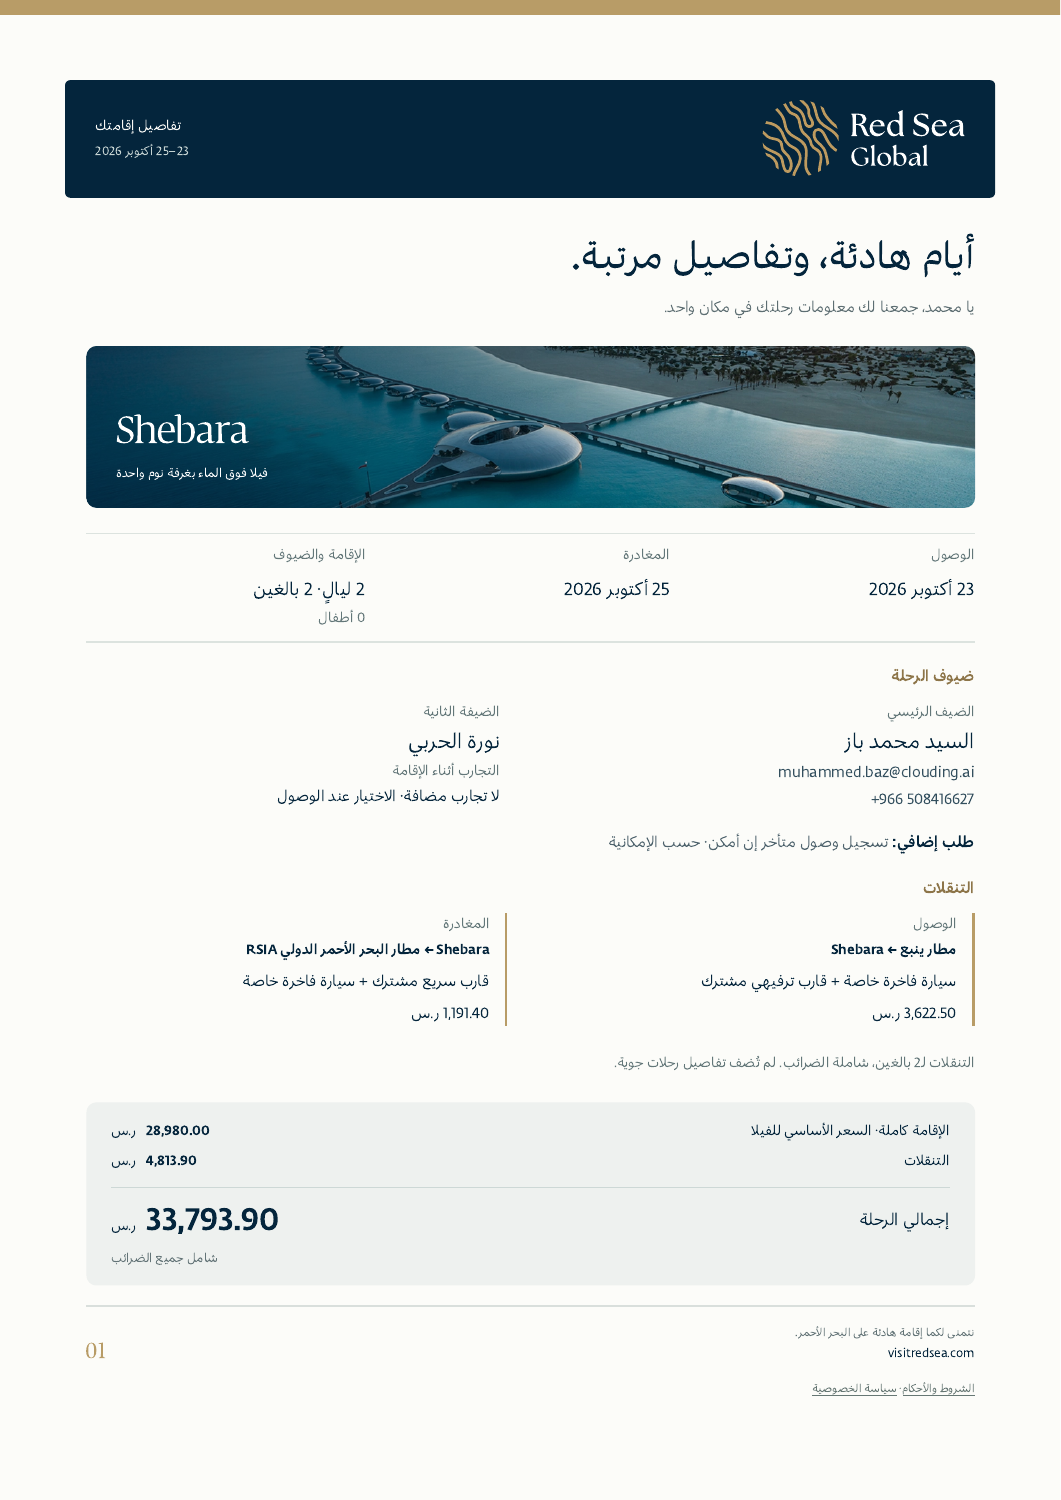 Red Sea
Global
تفاصيل إقامتك
23–25 أكتوبر 2026
أيام هادئة، وتفاصيل مرتبة.
يا محمد، جمعنا لك معلومات رحلتك في مكان واحد.
Shebara
فيلا فوق الماء بغرفة نوم واحدة
الوصول
23 أكتوبر 2026
المغادرة
25 أكتوبر 2026
الإقامة والضيوف
2 ليالٍ · 2 بالغين
0 أطفال
ضيوف الرحلة
الضيف الرئيسي
السيد محمد باز
muhammed.baz@clouding.ai
+966 508416627
الضيفة الثانية
نورة الحربي
التجارب أثناء الإقامة
لا تجارب مضافة · الاختيار عند الوصول
طلب إضافي: تسجيل وصول متأخر إن أمكن · حسب الإمكانية
التنقلات
الوصول
مطار ينبع ← Shebara
سيارة فاخرة خاصة + قارب ترفيهي مشترك
3,622.50 ر.س
المغادرة
Shebara ← مطار البحر الأحمر الدولي RSIA
قارب سريع مشترك + سيارة فاخرة خاصة
1,191.40 ر.س
التنقلات لـ2 بالغين، شاملة الضرائب. لم تُضف تفاصيل رحلات جوية.
الإقامة كاملة · السعر الأساسي للفيلا 28,980.00 ر.س
التنقلات 4,813.90 ر.س
إجمالي الرحلة 33,793.90 ر.س
شامل جميع الضرائب
نتمنى لكما إقامة هادئة على البحر الأحمر.
visitredsea.com
الشروط والأحكام · سياسة الخصوصية
01